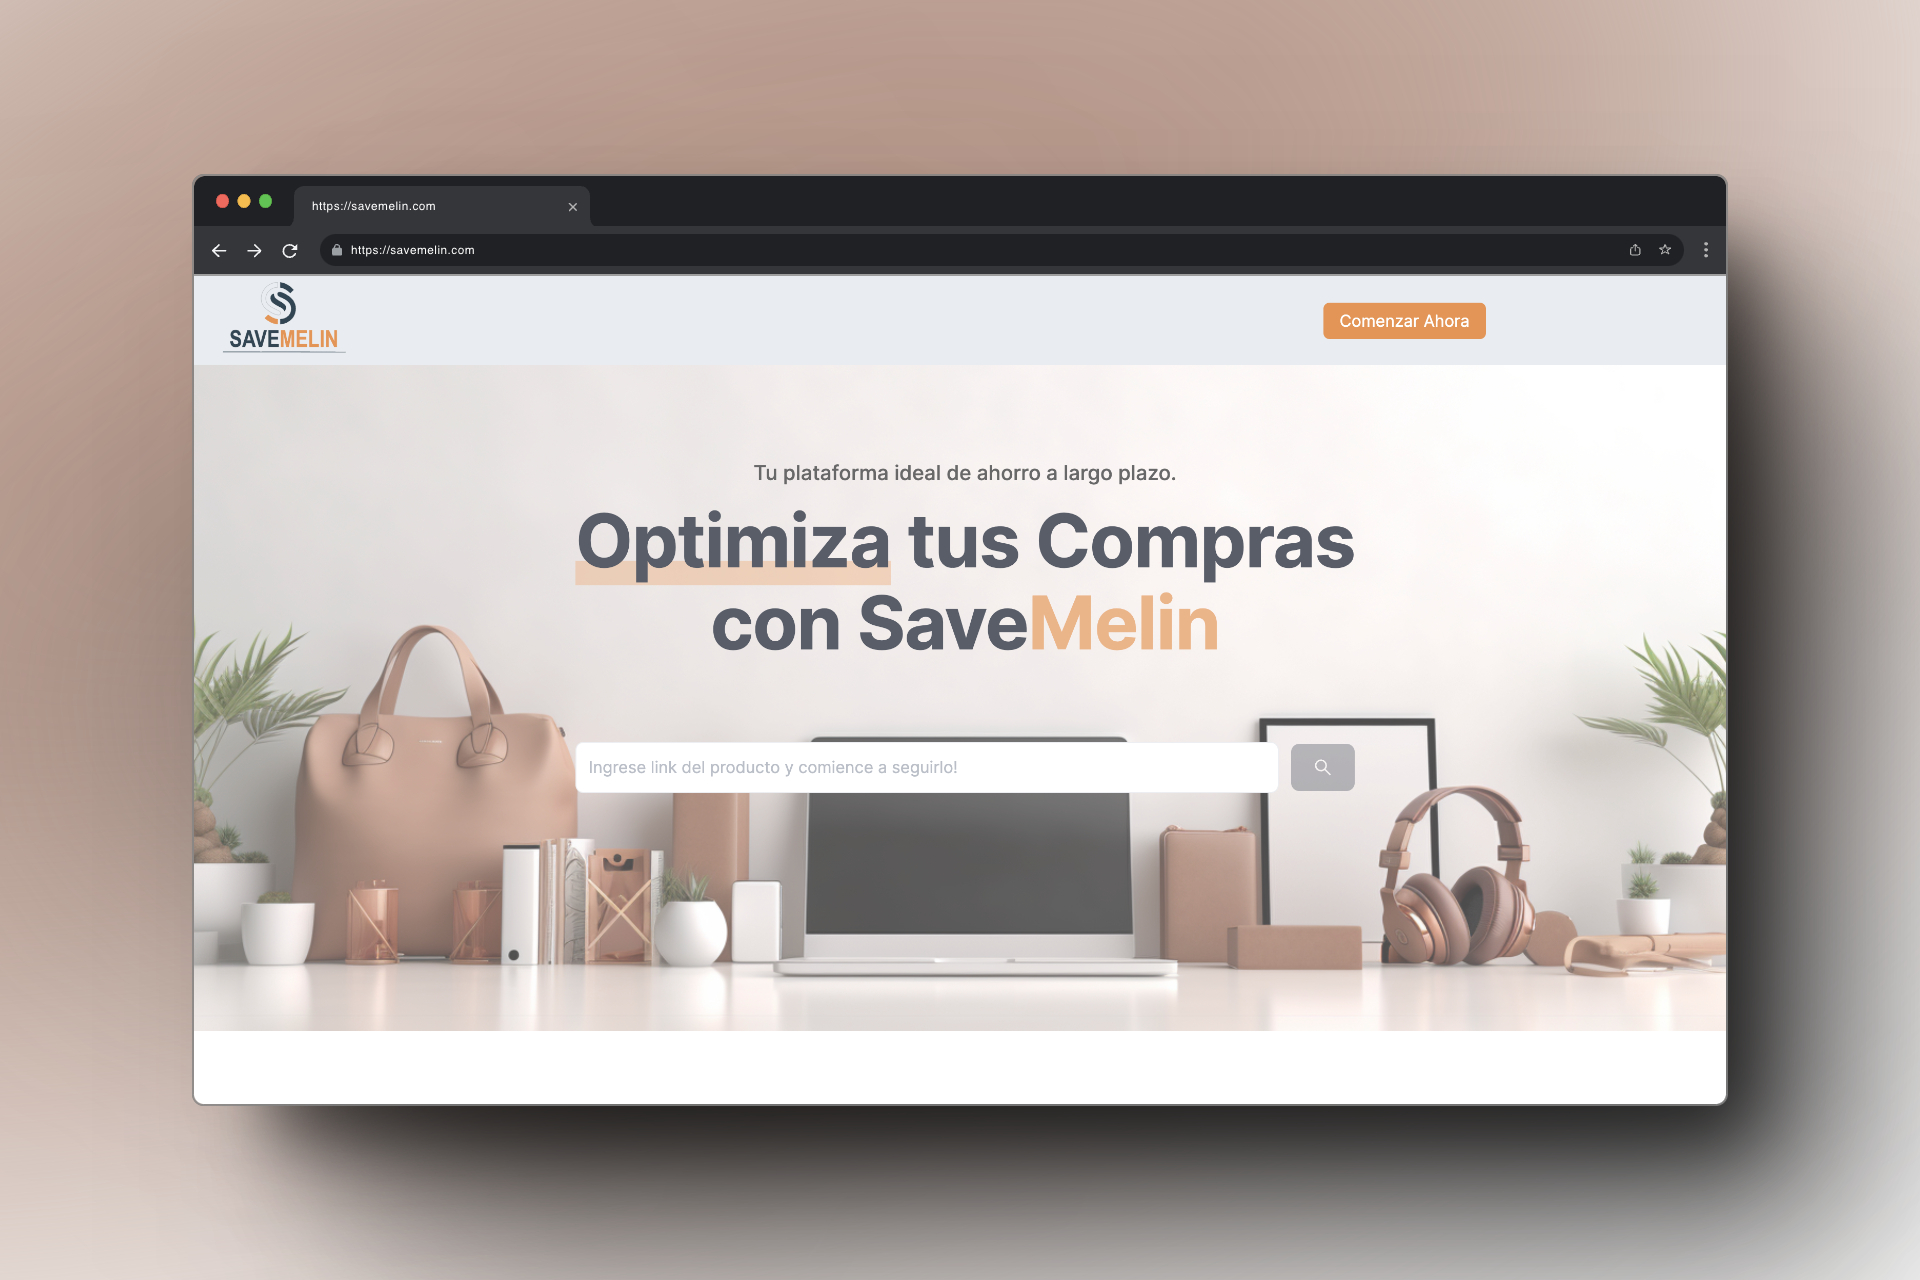 https://savemelin.com
https://savemelin.com
SAVEMELIN
Comenzar Ahora
Tu plataforma ideal de ahorro a largo plazo.
Optimiza tus Compras
con SaveMelin
Ingrese link del producto y comience a seguirlo!